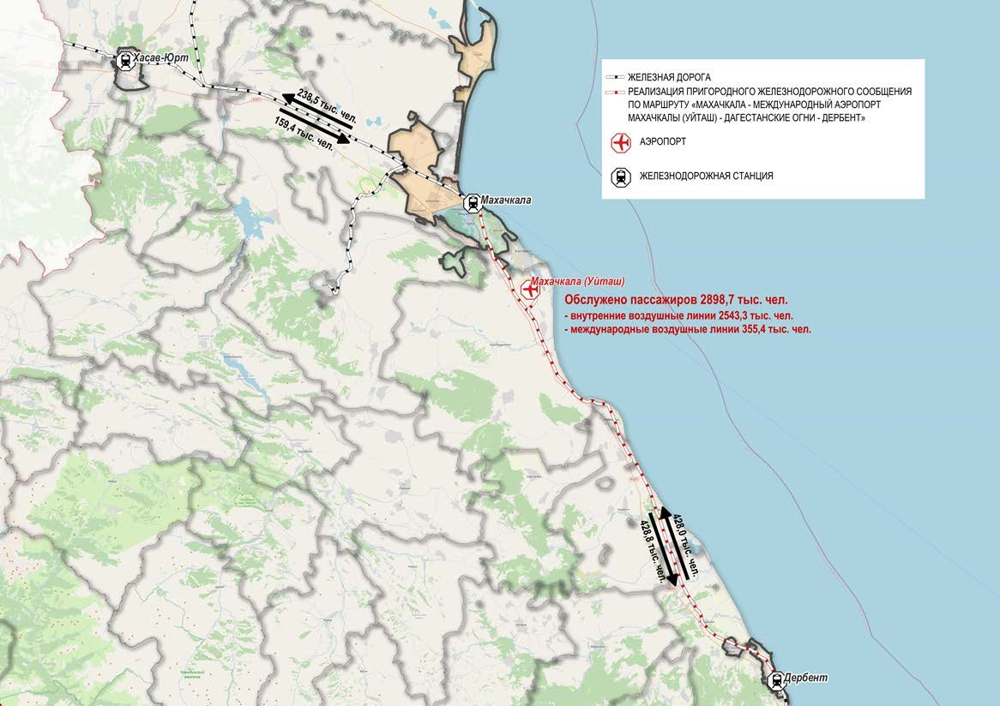 Хасав-Юрт
238,5 тыс. чел.
159,4 тыс. чел.
ЖЕЛЕЗНАЯ ДОРОГА
РЕАЛИЗАЦИЯ ПРИГОРОДНОГО ЖЕЛЕЗНОДОРОЖНОГО СООБЩЕНИЯ
ПО МАРШРУТУ «МАХАЧКАЛА - МЕЖДУНАРОДНЫЙ АЭРОПОРТ
МАХАЧКАЛЫ (УЙТАШ) - ДАГЕСТАНСКИЕ ОГНИ - ДЕРБЕНТ»
АЭРОПОРТ
ЖЕЛЕЗНОДОРОЖНАЯ СТАНЦИЯ
Махачкала
Махачкала (Уйташ)
Обслужено пассажиров 2898,7 тыс. чел.
- внутренние воздушные линии 2543,3 тыс. чел.
- международные воздушные линии 355,4 тыс. чел.
428,0 тыс. чел.
428,8 тыс. чел.
Дербент